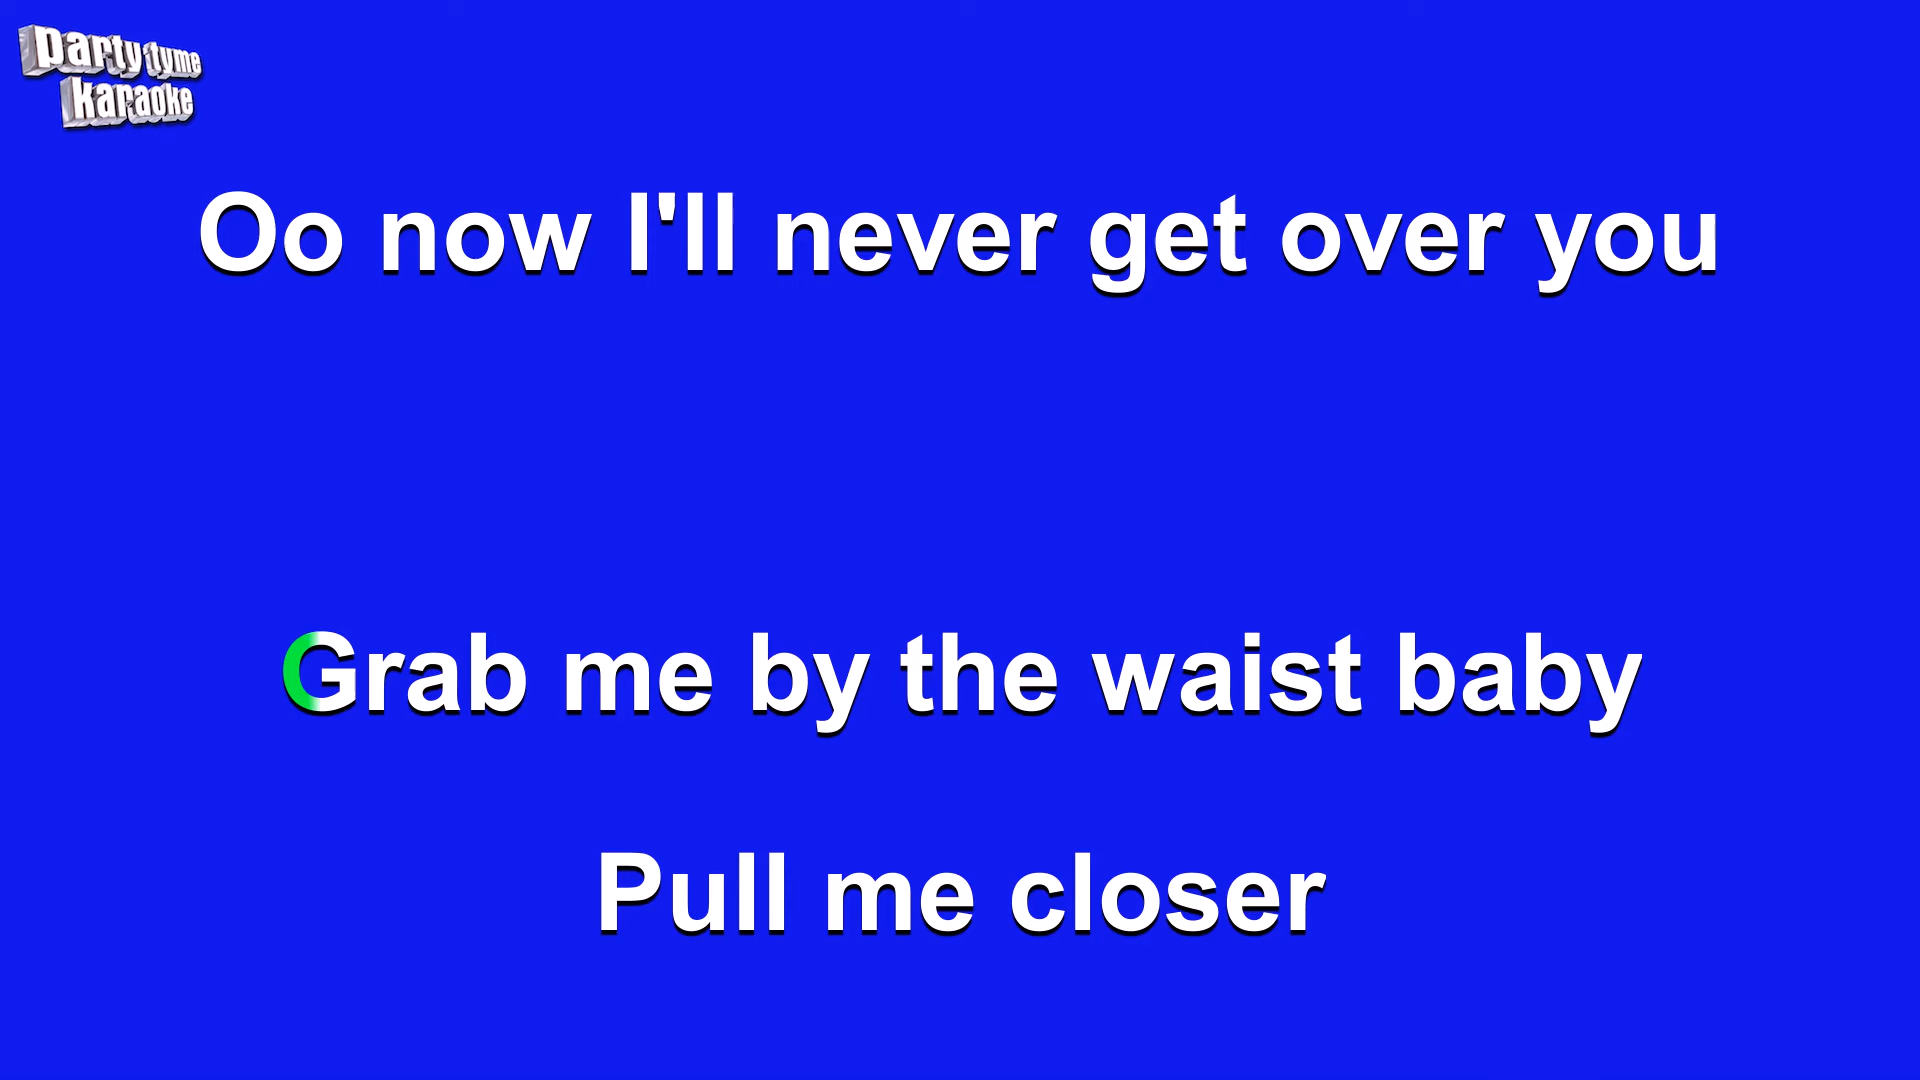 party tyme
karaoke
Oo now I'll never get over you
Grab me by the waist baby
Pull me closer